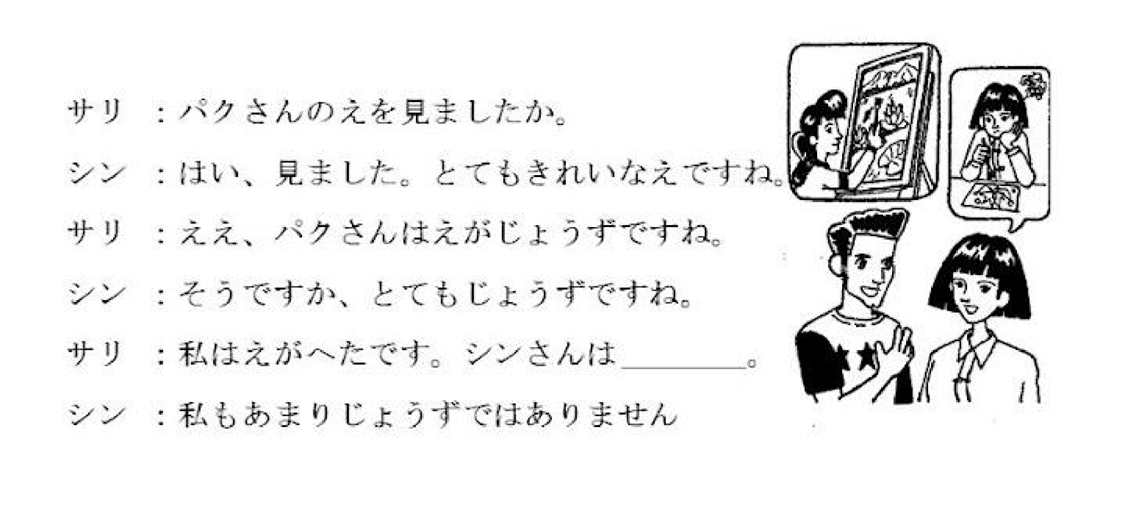 サリ ：パクさんのえを見ましたか。
シン ：はい、見ました。とてもきれいなえですね。
サリ ：ええ、パクさんはえがじょうずですね。
シン ：そうですか、とてもじょうずですね。
サリ ：私はえがへたです。シンさんは________。
シン ：私もあまりじょうずではありません